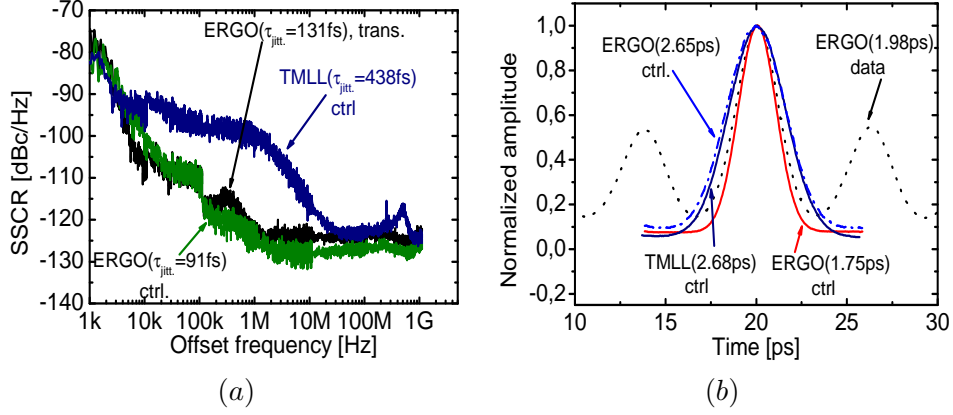 -70
-80
-90
-100
-110
-120
-130
-140
SSCR [dBc/Hz]
1k 10k 100k 1M 10M 100M 1G
Offset frequency [Hz]
ERGO(τjitt.=131fs), trans.
TMLL(τjitt.=438fs)
ctrl
ERGO(τjitt.=91fs)
ctrl.
(a)
1,0
0,8
0,6
0,4
0,2
0,0
-0,2
Normalized amplitude
10 15 20 25 30
Time [ps]
ERGO(2.65ps)
ctrl.
ERGO(1.98ps)
data
TMLL(2.68ps)
ctrl
ERGO(1.75ps)
ctrl
(b)